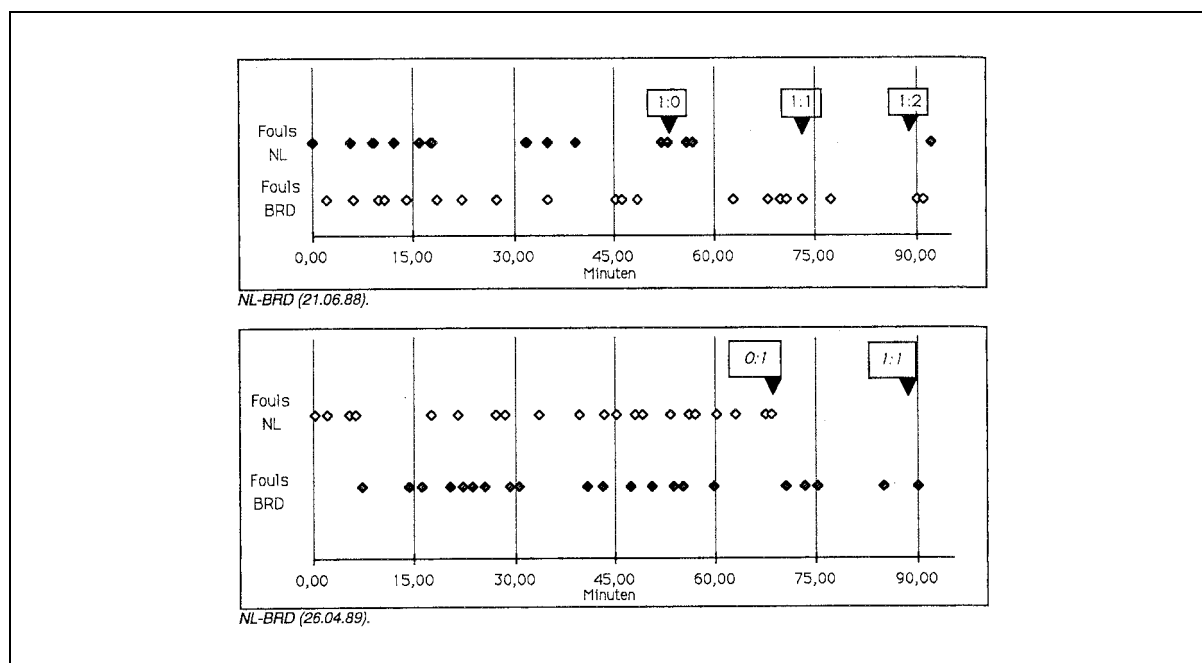 1:0 1:1 1:2
Fouls
NL
Fouls
BRD
0,00 15,00 30,00 45,00 60,00 75,00 90,00
Minuten
NL-BRD (21.06.88).
0:1 1:1
Fouls
NL
Fouls
BRD
0,00 15,00 30,00 45,00 60,00 75,00 90,00
Minuten
NL-BRD (26.04.89).